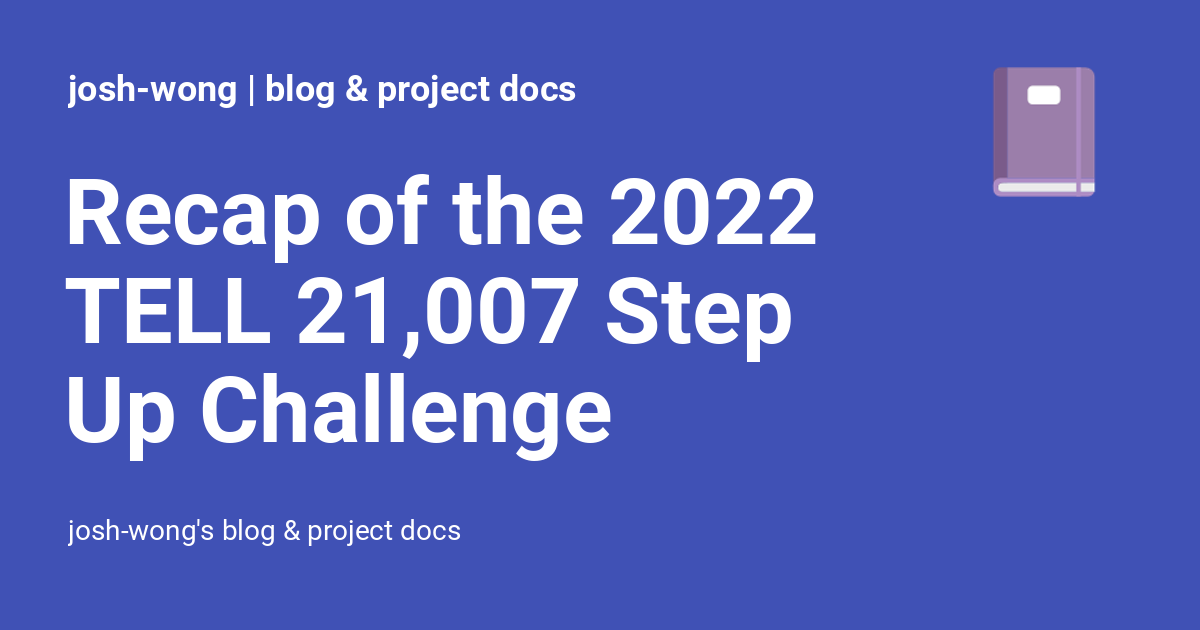 josh-wong | blog & project docs
Recap of the 2022
TELL 21,007 Step
Up Challenge
josh-wong's blog & project docs